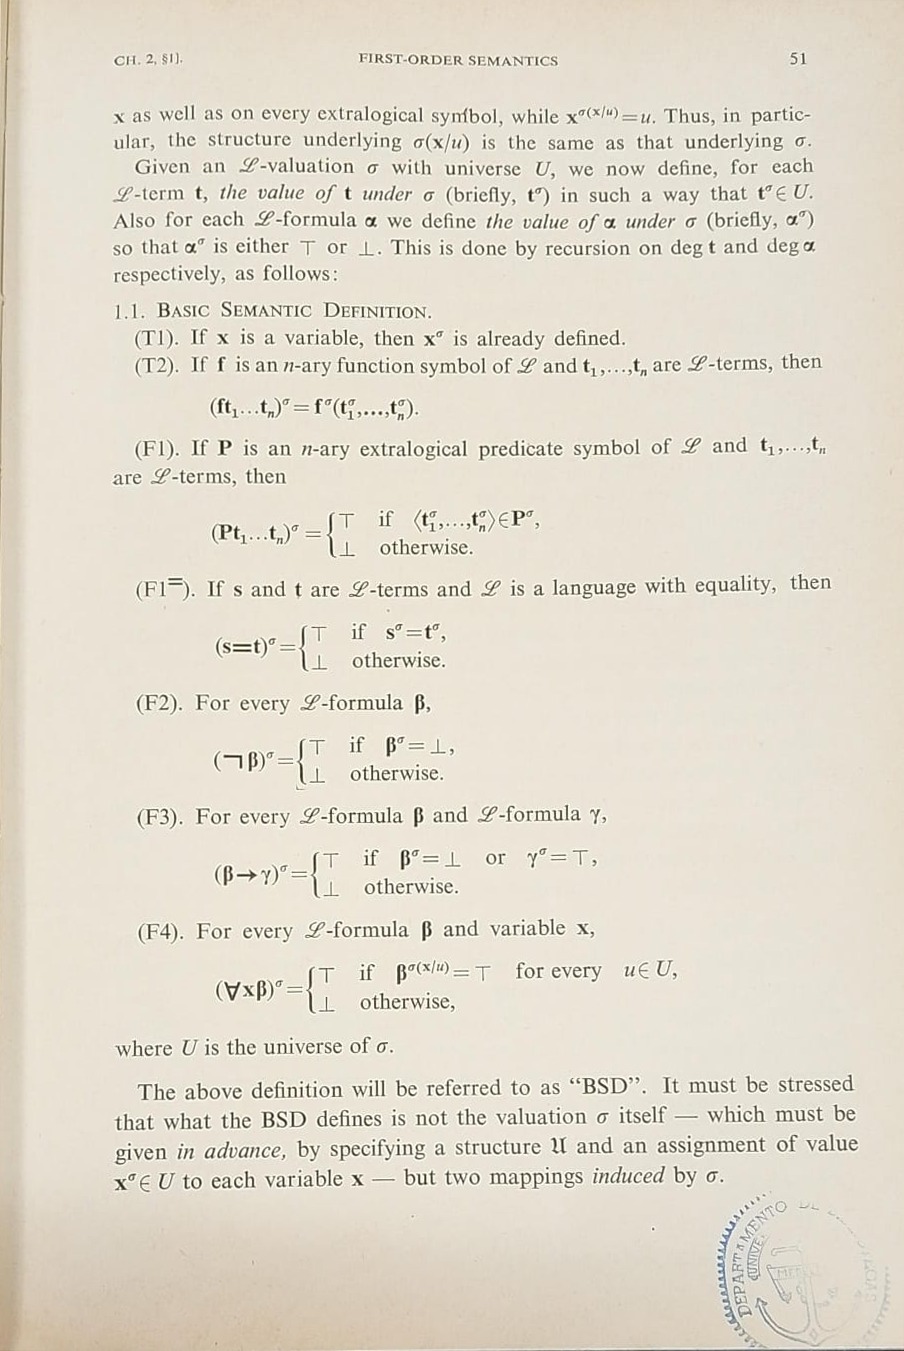 CH. 2, §1].
FIRST-ORDER SEMANTICS
51
x as well as on every extralogical symbol, while x^σ(x/u)=u. Thus, in partic-
ular, the structure underlying σ(x/u) is the same as that underlying σ.
Given an ℒ-valuation σ with universe U, we now define, for each
ℒ-term t, the value of t under σ (briefly, t^σ) in such a way that t^σ∈U.
Also for each ℒ-formula α we define the value of α under σ (briefly, α^σ)
so that α^σ is either ⊤ or ⊥. This is done by recursion on deg t and deg α
respectively, as follows:
1.1. BASIC SEMANTIC DEFINITION.
(T1). If x is a variable, then x^σ is already defined.
(T2). If f is an n-ary function symbol of ℒ and t₁,...,tₙ are ℒ-terms, then
(ft₁...tₙ)^σ=f^σ(t₁^σ,...,tₙ^σ).
(F1). If P is an n-ary extralogical predicate symbol of ℒ and t₁,...,tₙ
are ℒ-terms, then
(Pt₁...tₙ)^σ={⊤ if ⟨t₁^σ,...,tₙ^σ⟩∈P^σ,
⊥ otherwise.
(F1⁼). If s and t are ℒ-terms and ℒ is a language with equality, then
(s=t)^σ={⊤ if s^σ=t^σ,
⊥ otherwise.
(F2). For every ℒ-formula β,
(¬β)^σ={⊤ if β^σ=⊥,
⊥ otherwise.
(F3). For every ℒ-formula β and ℒ-formula γ,
(β→γ)^σ={⊤ if β^σ=⊥ or γ^σ=⊤,
⊥ otherwise.
(F4). For every ℒ-formula β and variable x,
(∀xβ)^σ={⊤ if β^σ(x/u)=⊤ for every u∈U,
⊥ otherwise,
where U is the universe of σ.
The above definition will be referred to as “BSD”. It must be stressed
that what the BSD defines is not the valuation σ itself — which must be
given in advance, by specifying a structure 𝔘 and an assignment of value
x^σ∈U to each variable x — but two mappings induced by σ.
DEPARTAMENTO DE